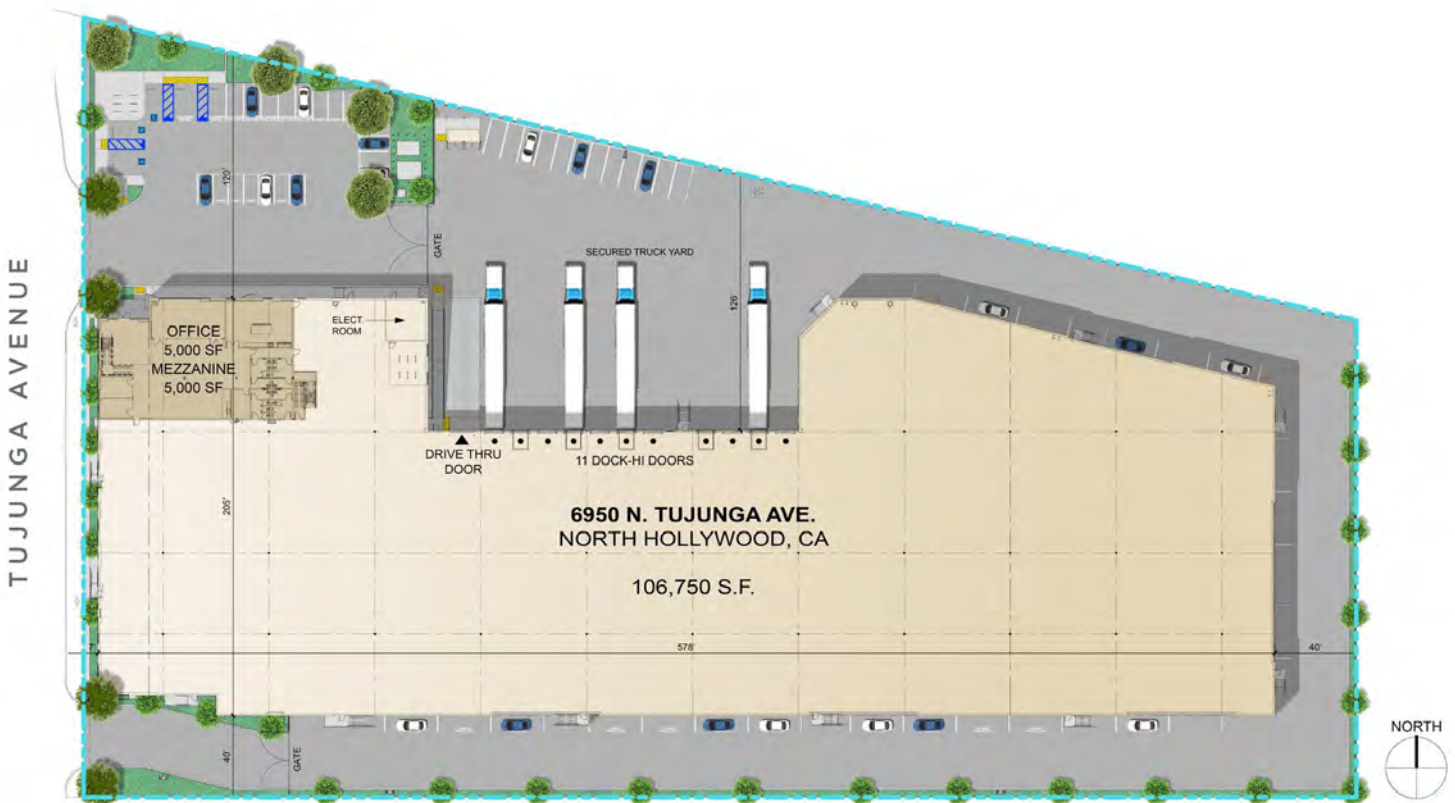 TUJUNGA AVENUE
120'
GATE
SECURED TRUCK YARD
126'
OFFICE
5,000 SF
MEZZANINE
5,000 SF
ELECT.
ROOM
DRIVE THRU
DOOR
11 DOCK-HI DOORS
205'
6950 N. TUJUNGA AVE.
NORTH HOLLYWOOD, CA
106,750 S.F.
7'
576'
40'
40'
GATE
NORTH